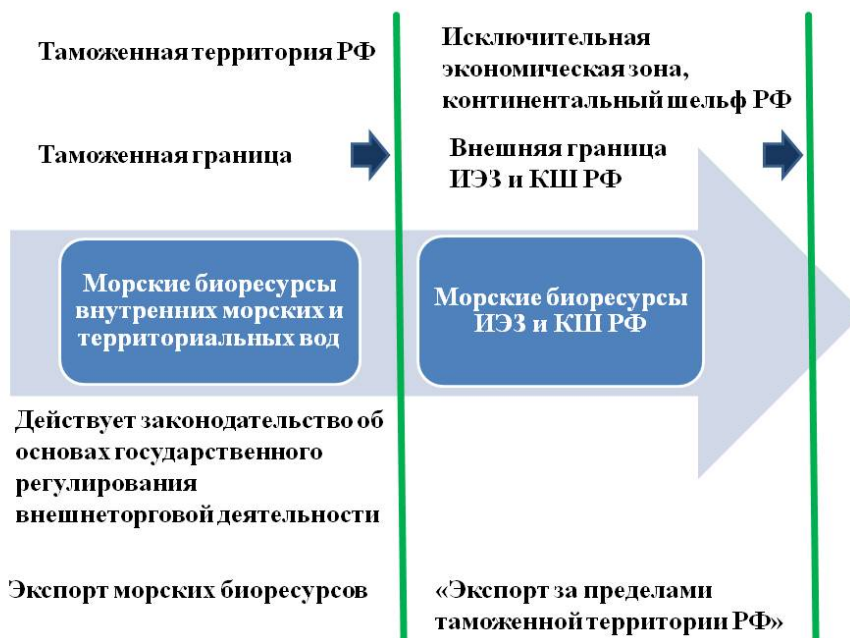 Таможенная территория РФ
Исключительная
экономическая зона,
континентальный шельф РФ
Таможенная граница
Внешняя граница
ИЭЗ и КШ РФ
Морские биоресурсы
внутренних морских и
территориальных вод
Морские биоресурсы
ИЭЗ и КШ РФ
Действует законодательство об
основах государственного
регулирования
внешнеторговой деятельности
Экспорт морских биоресурсов
«Экспорт за пределами
таможенной территории РФ»